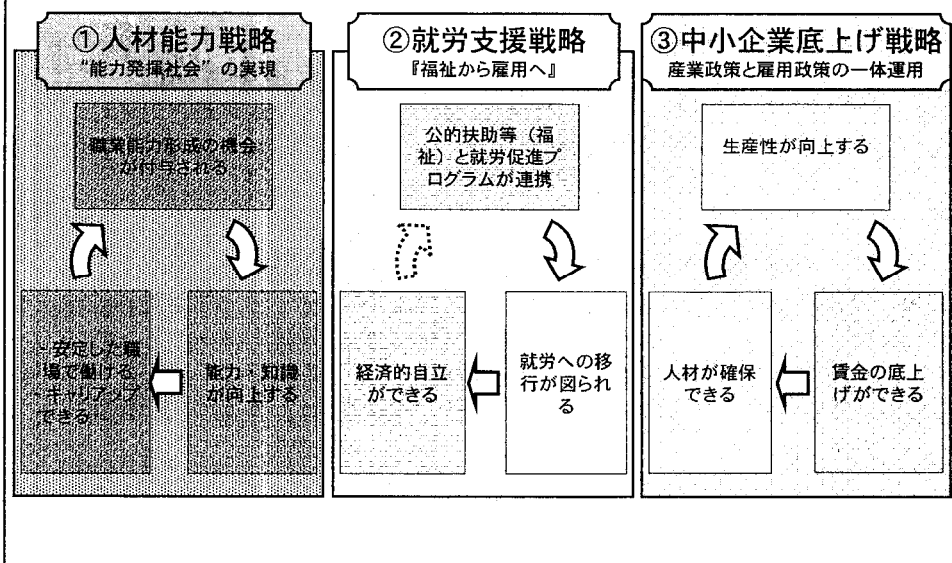 ①人材能力戦略
“能力発揮社会”の実現
職業能力形成の機会
が付与される
・安定した職
場で働ける
・キャリアアップ
できる
能力・知識
が向上する
②就労支援戦略
『福祉から雇用へ』
公的扶助等（福
祉）と就労促進プ
ログラムが連携
経済的自立
ができる
就労への移
行が図られ
る
③中小企業底上げ戦略
産業政策と雇用政策の一体運用
生産性が向上する
人材が確保
できる
賃金の底上
げができる